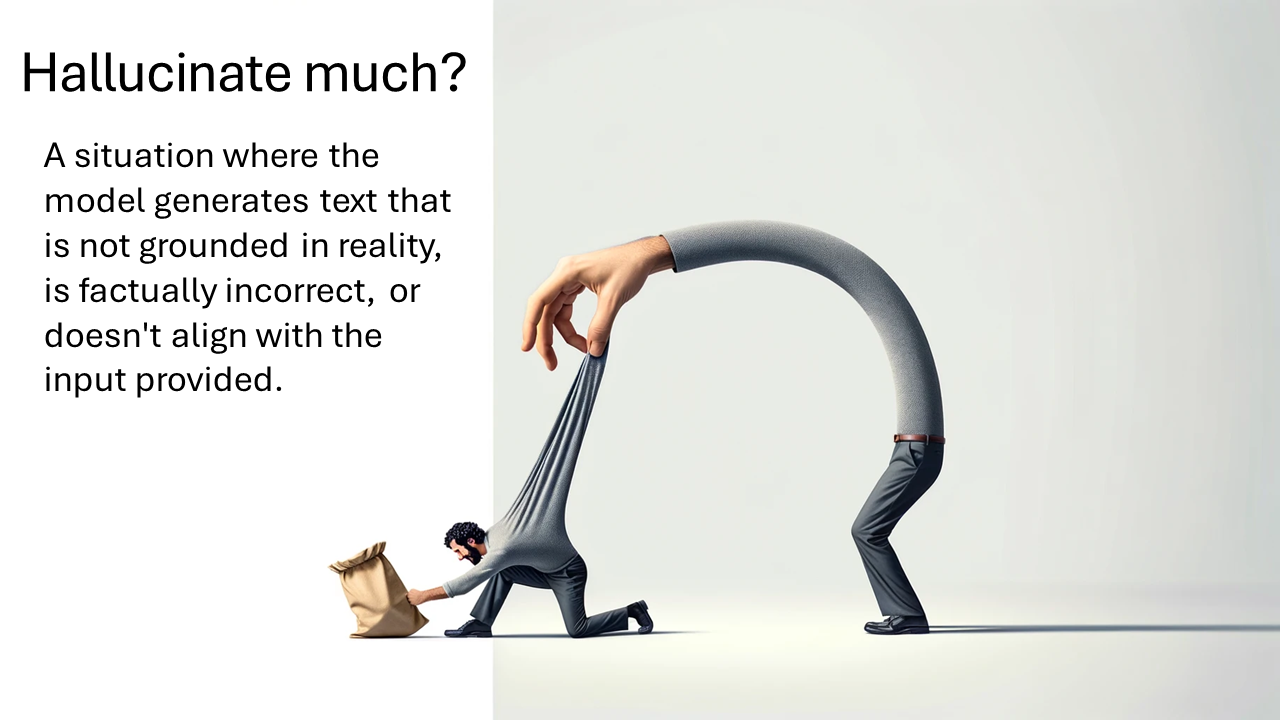 Hallucinate much?
A situation where the
model generates text that
is not grounded in reality,
is factually incorrect, or
doesn't align with the
input provided.